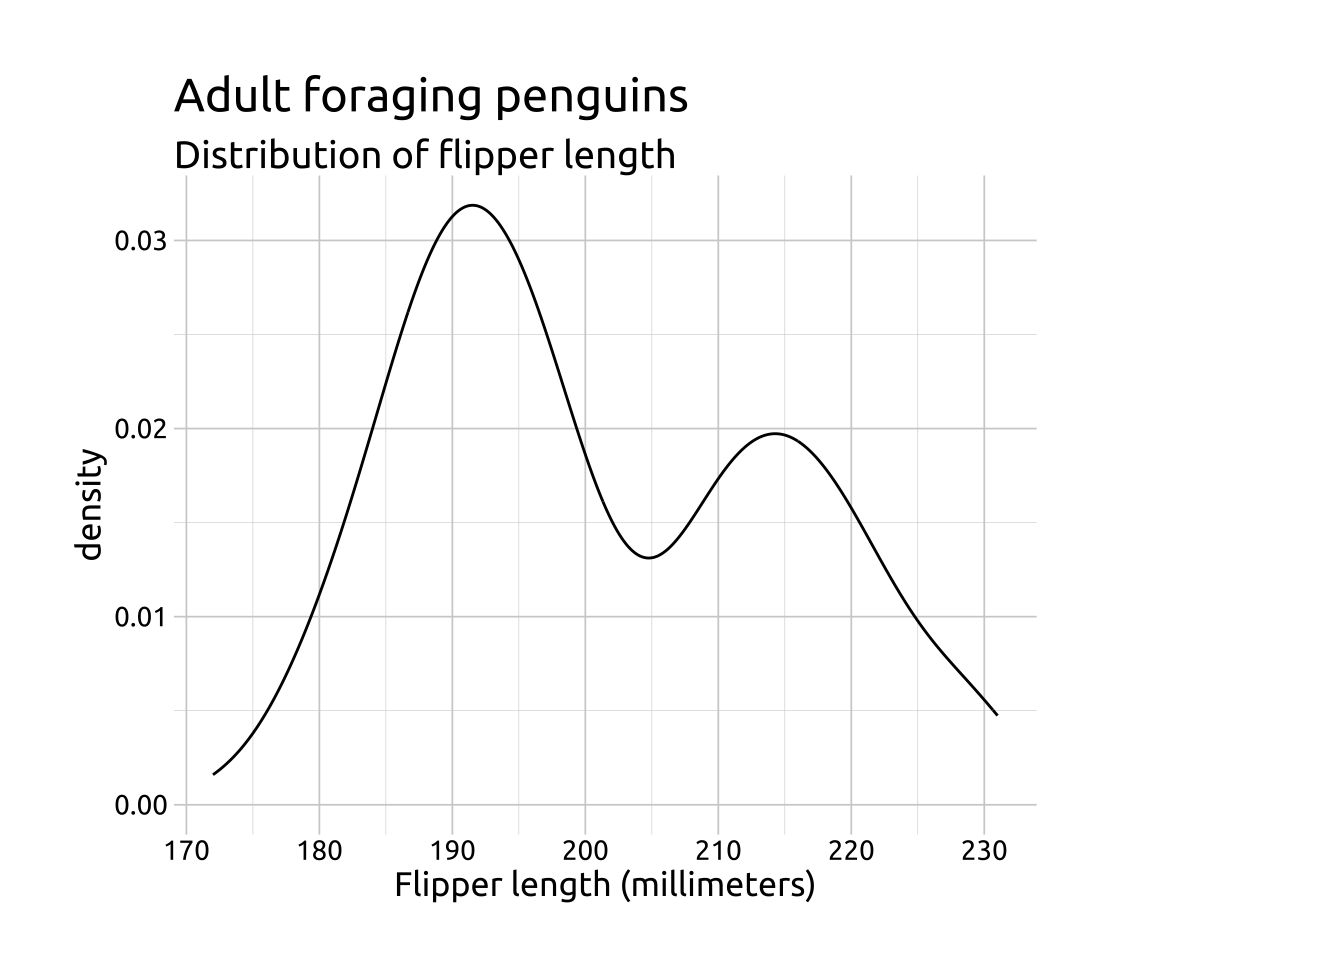 Adult foraging penguins
Distribution of flipper length
density
0.03
0.02
0.01
0.00
170 180 190 200 210 220 230
Flipper length (millimeters)